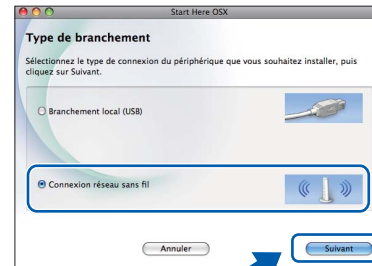 Start Here OSX
Type de branchement
Sélectionnez le type de connexion du périphérique que vous souhaitez installer, puis
cliquez sur Suivant.
Branchement local (USB)
Connexion réseau sans fil
Annuler
Suivant